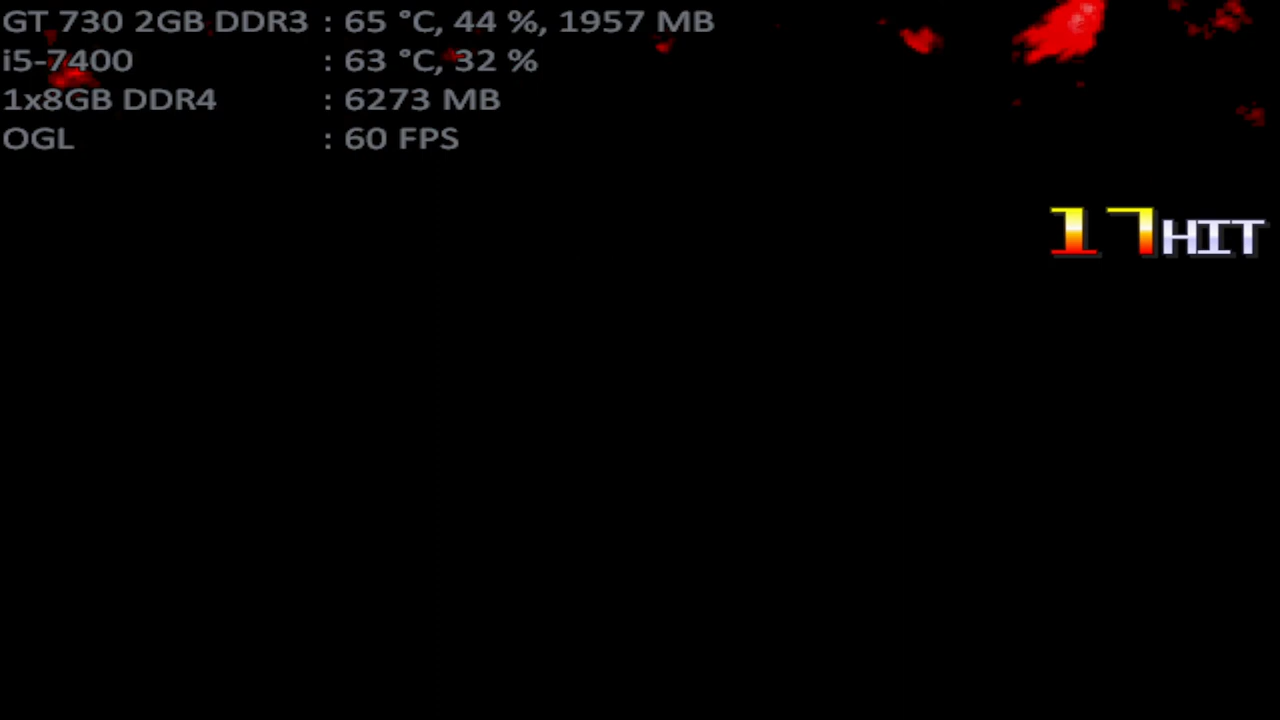 GT 730 2GB DDR3 : 65 °C, 44 %, 1957 MB
i5-7400 : 63 °C, 32 %
1x8GB DDR4 : 6273 MB
OGL : 60 FPS
17HIT